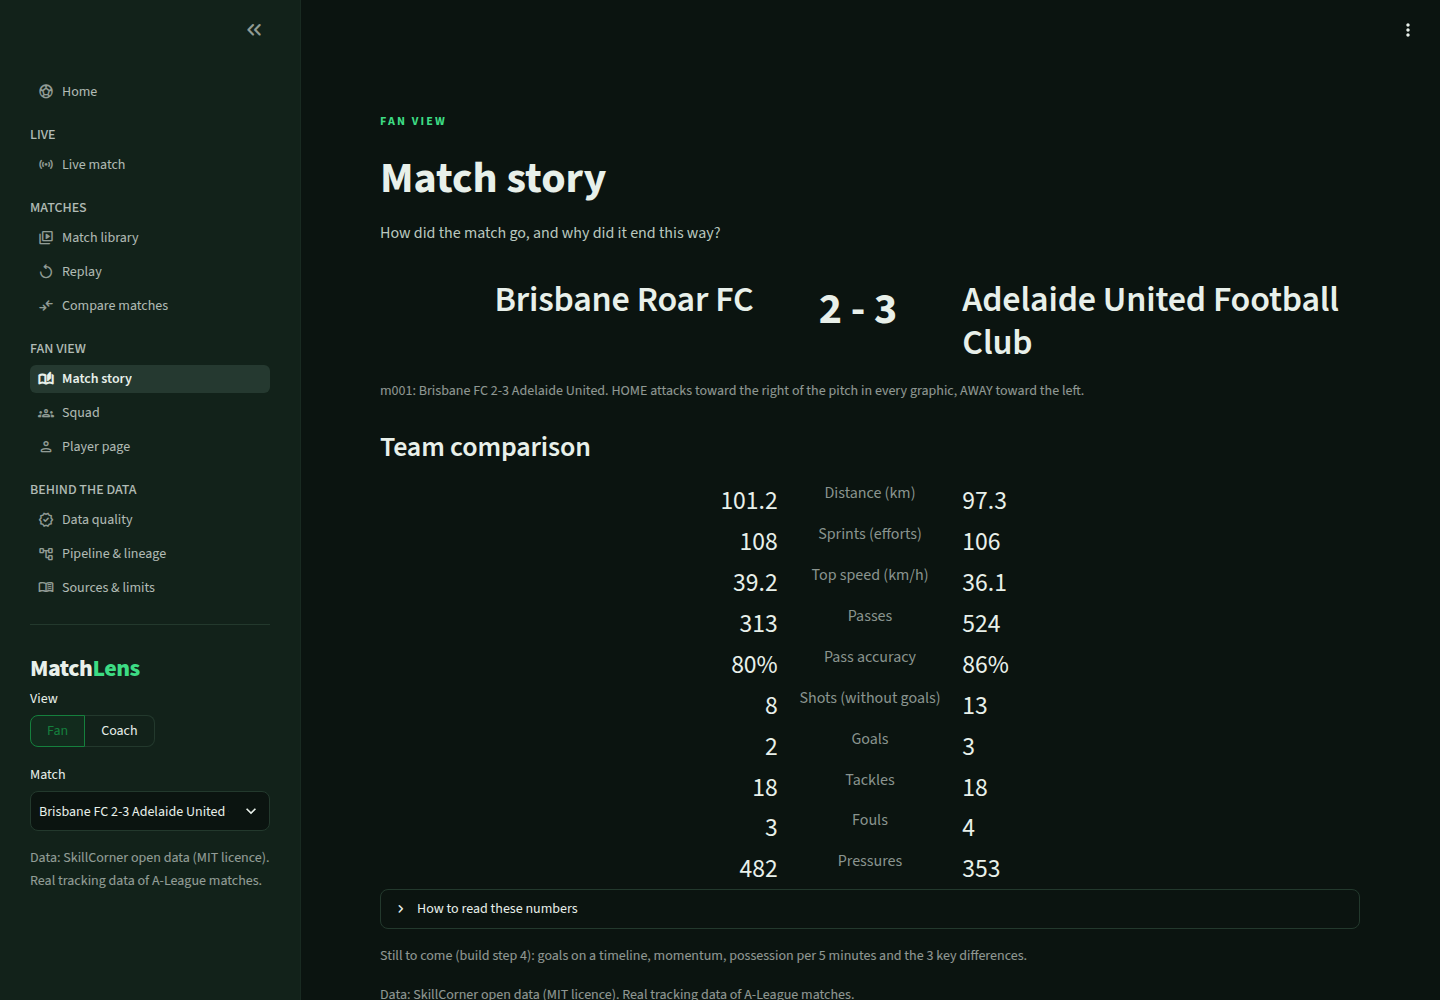 Home
LIVE
Live match
MATCHES
Match library
Replay
Compare matches
FAN VIEW
Match story
Squad
Player page
BEHIND THE DATA
Data quality
Pipeline & lineage
Sources & limits
MatchLens
View
Fan Coach
Match
Brisbane FC 2-3 Adelaide United
Data: SkillCorner open data (MIT licence).
Real tracking data of A-League matches.
FAN VIEW
Match story
How did the match go, and why did it end this way?
Brisbane Roar FC 2 - 3 Adelaide United Football
Club
m001: Brisbane FC 2-3 Adelaide United. HOME attacks toward the right of the pitch in every graphic, AWAY toward the left.
Team comparison
101.2 Distance (km) 97.3
108 Sprints (efforts) 106
39.2 Top speed (km/h) 36.1
313 Passes 524
80% Pass accuracy 86%
8 Shots (without goals) 13
2 Goals 3
18 Tackles 18
3 Fouls 4
482 Pressures 353
How to read these numbers
Still to come (build step 4): goals on a timeline, momentum, possession per 5 minutes and the 3 key differences.
Data: SkillCorner open data (MIT licence). Real tracking data of A-League matches.